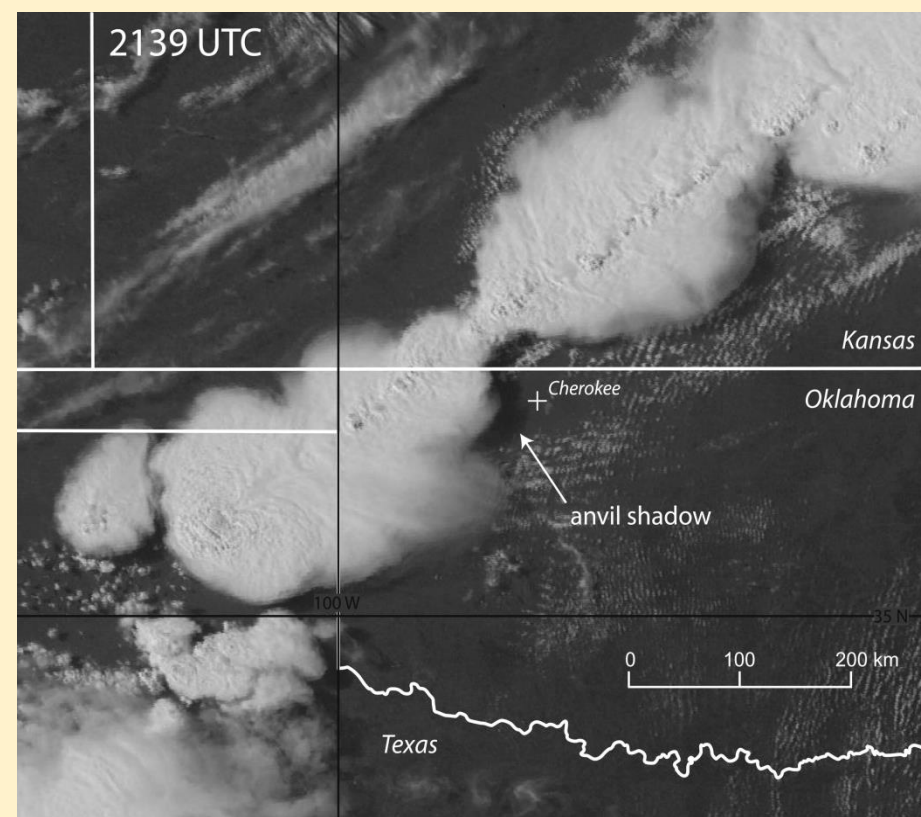 2139 UTC
Kansas
Oklahoma
Cherokee
anvil shadow
100 W
35 N
0 100 200 km
Texas